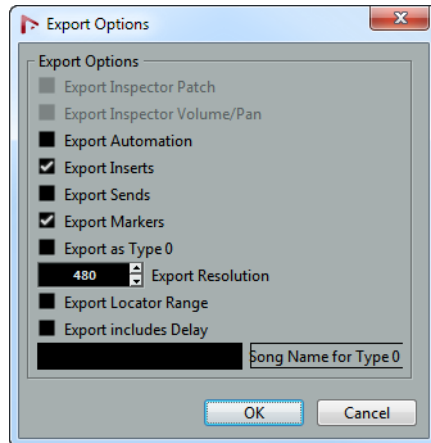 Export Options
Export Options
Export Inspector Patch
Export Inspector Volume/Pan
Export Automation
Export Inserts
Export Sends
Export Markers
Export as Type 0
480 Export Resolution
Export Locator Range
Export includes Delay
Song Name for Type 0
OK Cancel